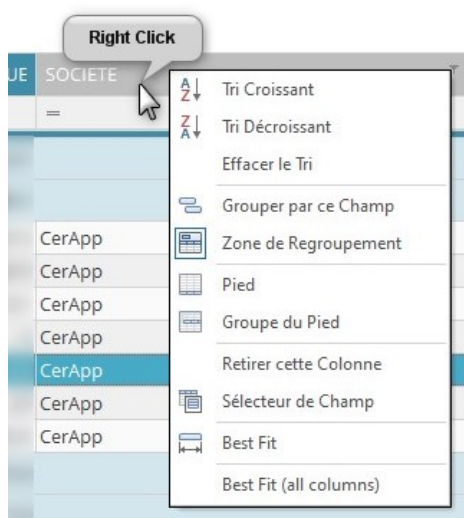 Right Click
UE SOCIETE
=
Tri Croissant
Tri Décroissant
Effacer le Tri
Grouper par ce Champ
Zone de Regroupement
Pied
Groupe du Pied
Retirer cette Colonne
Sélecteur de Champ
Best Fit
Best Fit (all columns)
CerApp
CerApp
CerApp
CerApp
CerApp
CerApp
CerApp